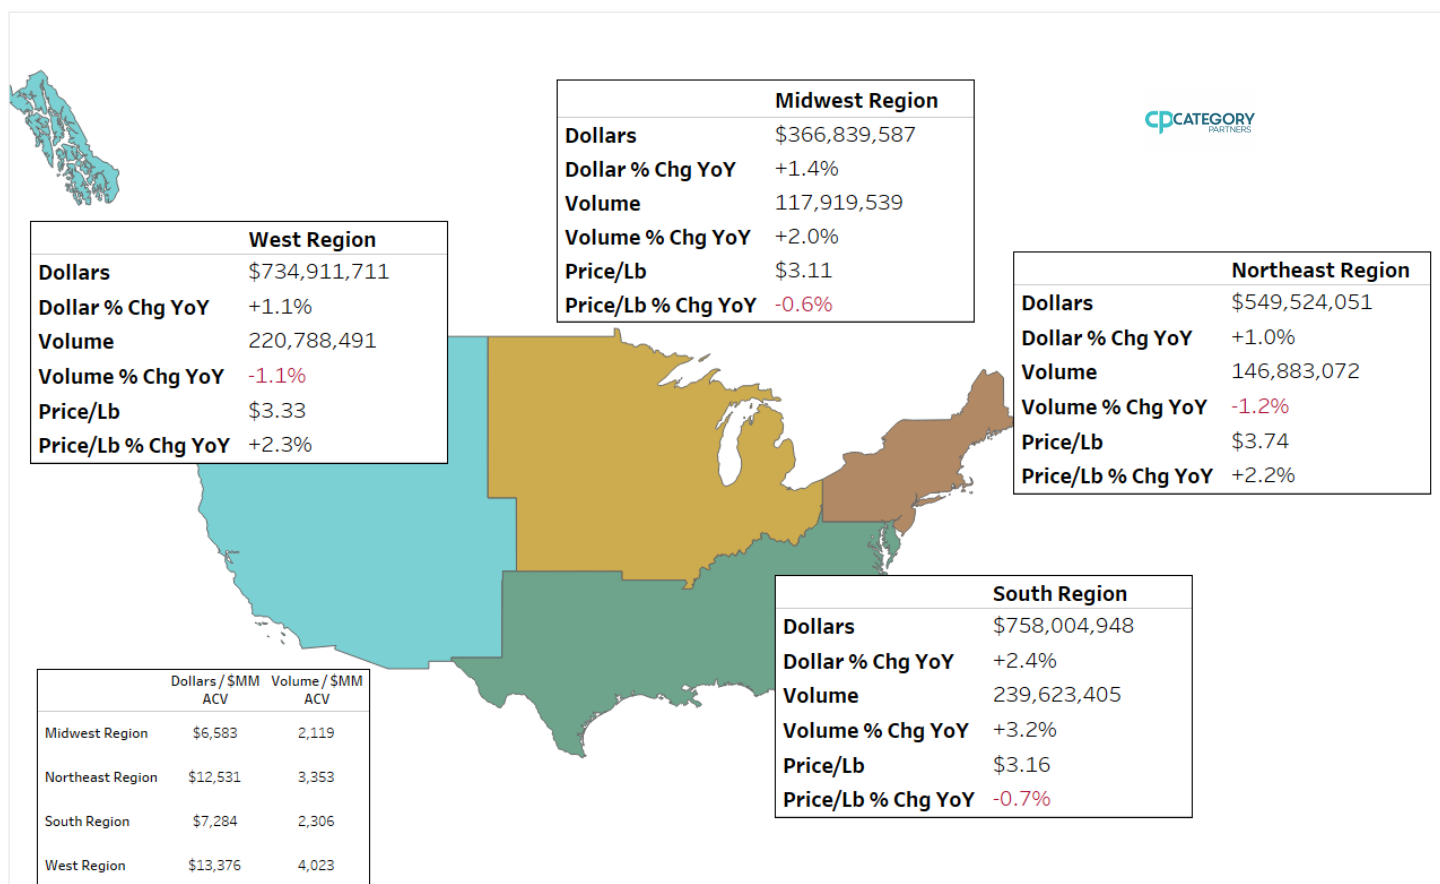 CATEGORY
PARTNERS
Midwest Region
Dollars $366,839,587
Dollar % Chg YoY +1.4%
Volume 117,919,539
Volume % Chg YoY +2.0%
Price/Lb $3.11
Price/Lb % Chg YoY -0.6%
West Region
Dollars $734,911,711
Dollar % Chg YoY +1.1%
Volume 220,788,491
Volume % Chg YoY -1.1%
Price/Lb $3.33
Price/Lb % Chg YoY +2.3%
Northeast Region
Dollars $549,524,051
Dollar % Chg YoY +1.0%
Volume 146,883,072
Volume % Chg YoY -1.2%
Price/Lb $3.74
Price/Lb % Chg YoY +2.2%
South Region
Dollars $758,004,948
Dollar % Chg YoY +2.4%
Volume 239,623,405
Volume % Chg YoY +3.2%
Price/Lb $3.16
Price/Lb % Chg YoY -0.7%
Dollars / $MM Volume / $MM
ACV ACV
Midwest Region $6,583 2,119
Northeast Region $12,531 3,353
South Region $7,284 2,306
West Region $13,376 4,023